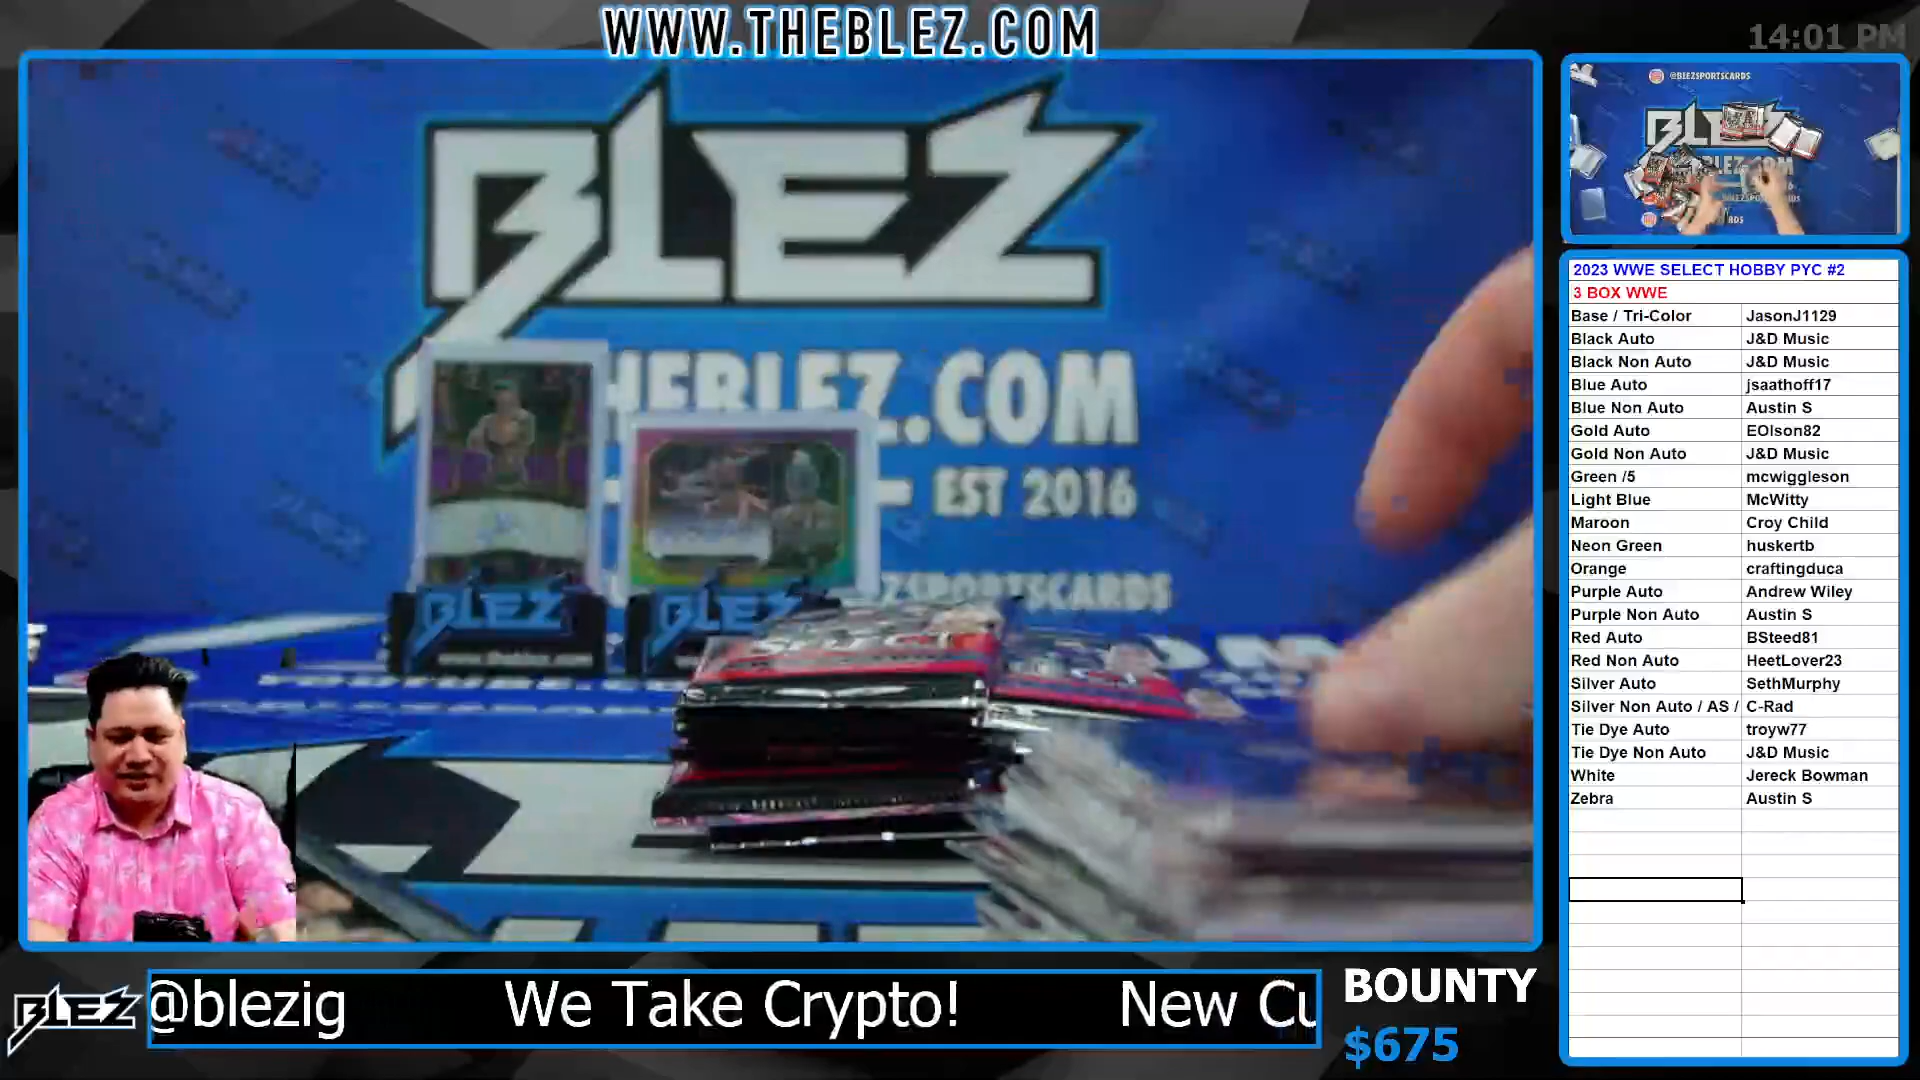 WWW.THEBLEZ.COM
14:01 PM
BLEZ
THEBLEZ.COM
EST 2016
ZSPORTSCARDS
BLEZ
BLEZ
@BLEZSPORTSCARDS
2023 WWE SELECT HOBBY PYC #2
3 BOX WWE
Base / Tri-Color JasonJ1129
Black Auto J&D Music
Black Non Auto J&D Music
Blue Auto jsaathoff17
Blue Non Auto Austin S
Gold Auto EOlson82
Gold Non Auto J&D Music
Green /5 mcwiggleson
Light Blue McWitty
Maroon Croy Child
Neon Green huskertb
Orange craftingduca
Purple Auto Andrew Wiley
Purple Non Auto Austin S
Red Auto BSteed81
Red Non Auto HeetLover23
Silver Auto SethMurphy
Silver Non Auto / AS / C-Rad
Tie Dye Auto troyw77
Tie Dye Non Auto J&D Music
White Jereck Bowman
Zebra Austin S
BLEZ
@blezig We Take Crypto! New Cu
BOUNTY
$675